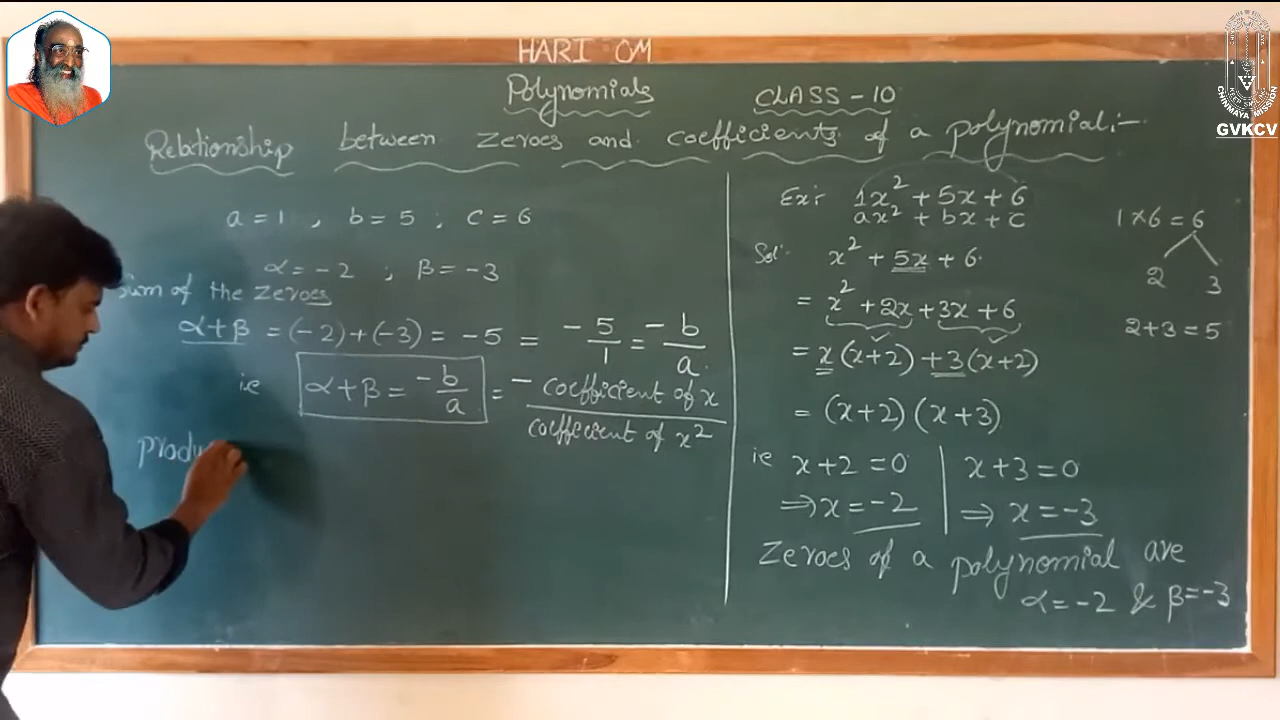 HARI OM
Polynomials CLASS-10
Relationship between zeroes and coefficients of a polynomial:-
a = 1 , b = 5 ; c = 6
α = -2 ; β = -3
sum of the zeroes
α+β = (-2)+(-3) = -5 = -5/1 = -b/a
ie α+β = -b/a = - coefficient of x / coefficient of x²
produ
Ex:- 1x² + 5x + 6
ax² + bx + c
Sol: x² + 5x + 6
= x² + 2x + 3x + 6
= x(x+2) + 3(x+2)
= (x+2) (x+3)
1×6 = 6
2 3
2+3 = 5
ie x+2 = 0
⇒ x = -2
x+3 = 0
⇒ x = -3
Zeroes of a polynomial are
α = -2 & β = -3
CHINMAYA MISSION
GVKCV